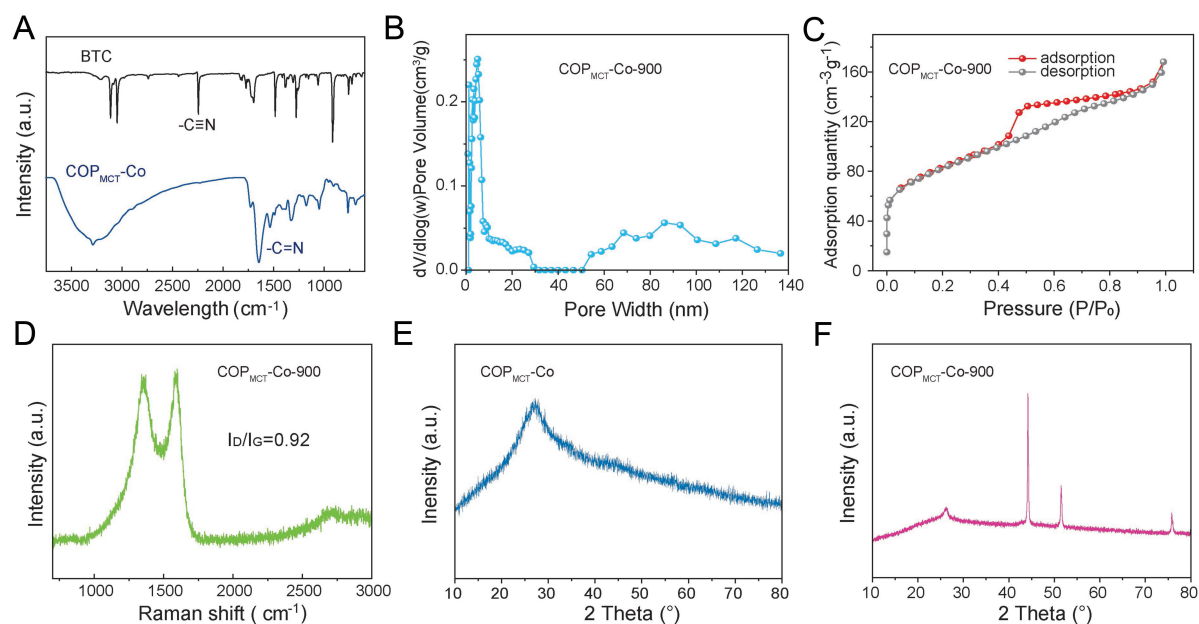 A
BTC
-C≡N
COPMCT-Co
-C=N
Intensity (a.u.)
3500 3000 2500 2000 1500 1000
Wavelength (cm-1)
B
COPMCT-Co-900
dV/dlog(w)Pore Volume(cm3/g)
0.2
0.1
0.0
0 20 40 60 80 100 120 140
Pore Width (nm)
C
COPMCT-Co-900
adsorption
desorption
Adsorption quantity (cm-3 g-1)
160
120
80
40
0
0.0 0.2 0.4 0.6 0.8 1.0
Pressure (P/P0)
D
COPMCT-Co-900
ID/IG=0.92
Intensity (a.u.)
1000 1500 2000 2500 3000
Raman shift ( cm-1)
E
COPMCT-Co
Inensity (a.u.)
10 20 30 40 50 60 70 80
2 Theta (°)
F
COPMCT-Co-900
Inensity (a.u.)
10 20 30 40 50 60 70 80
2 Theta (°)